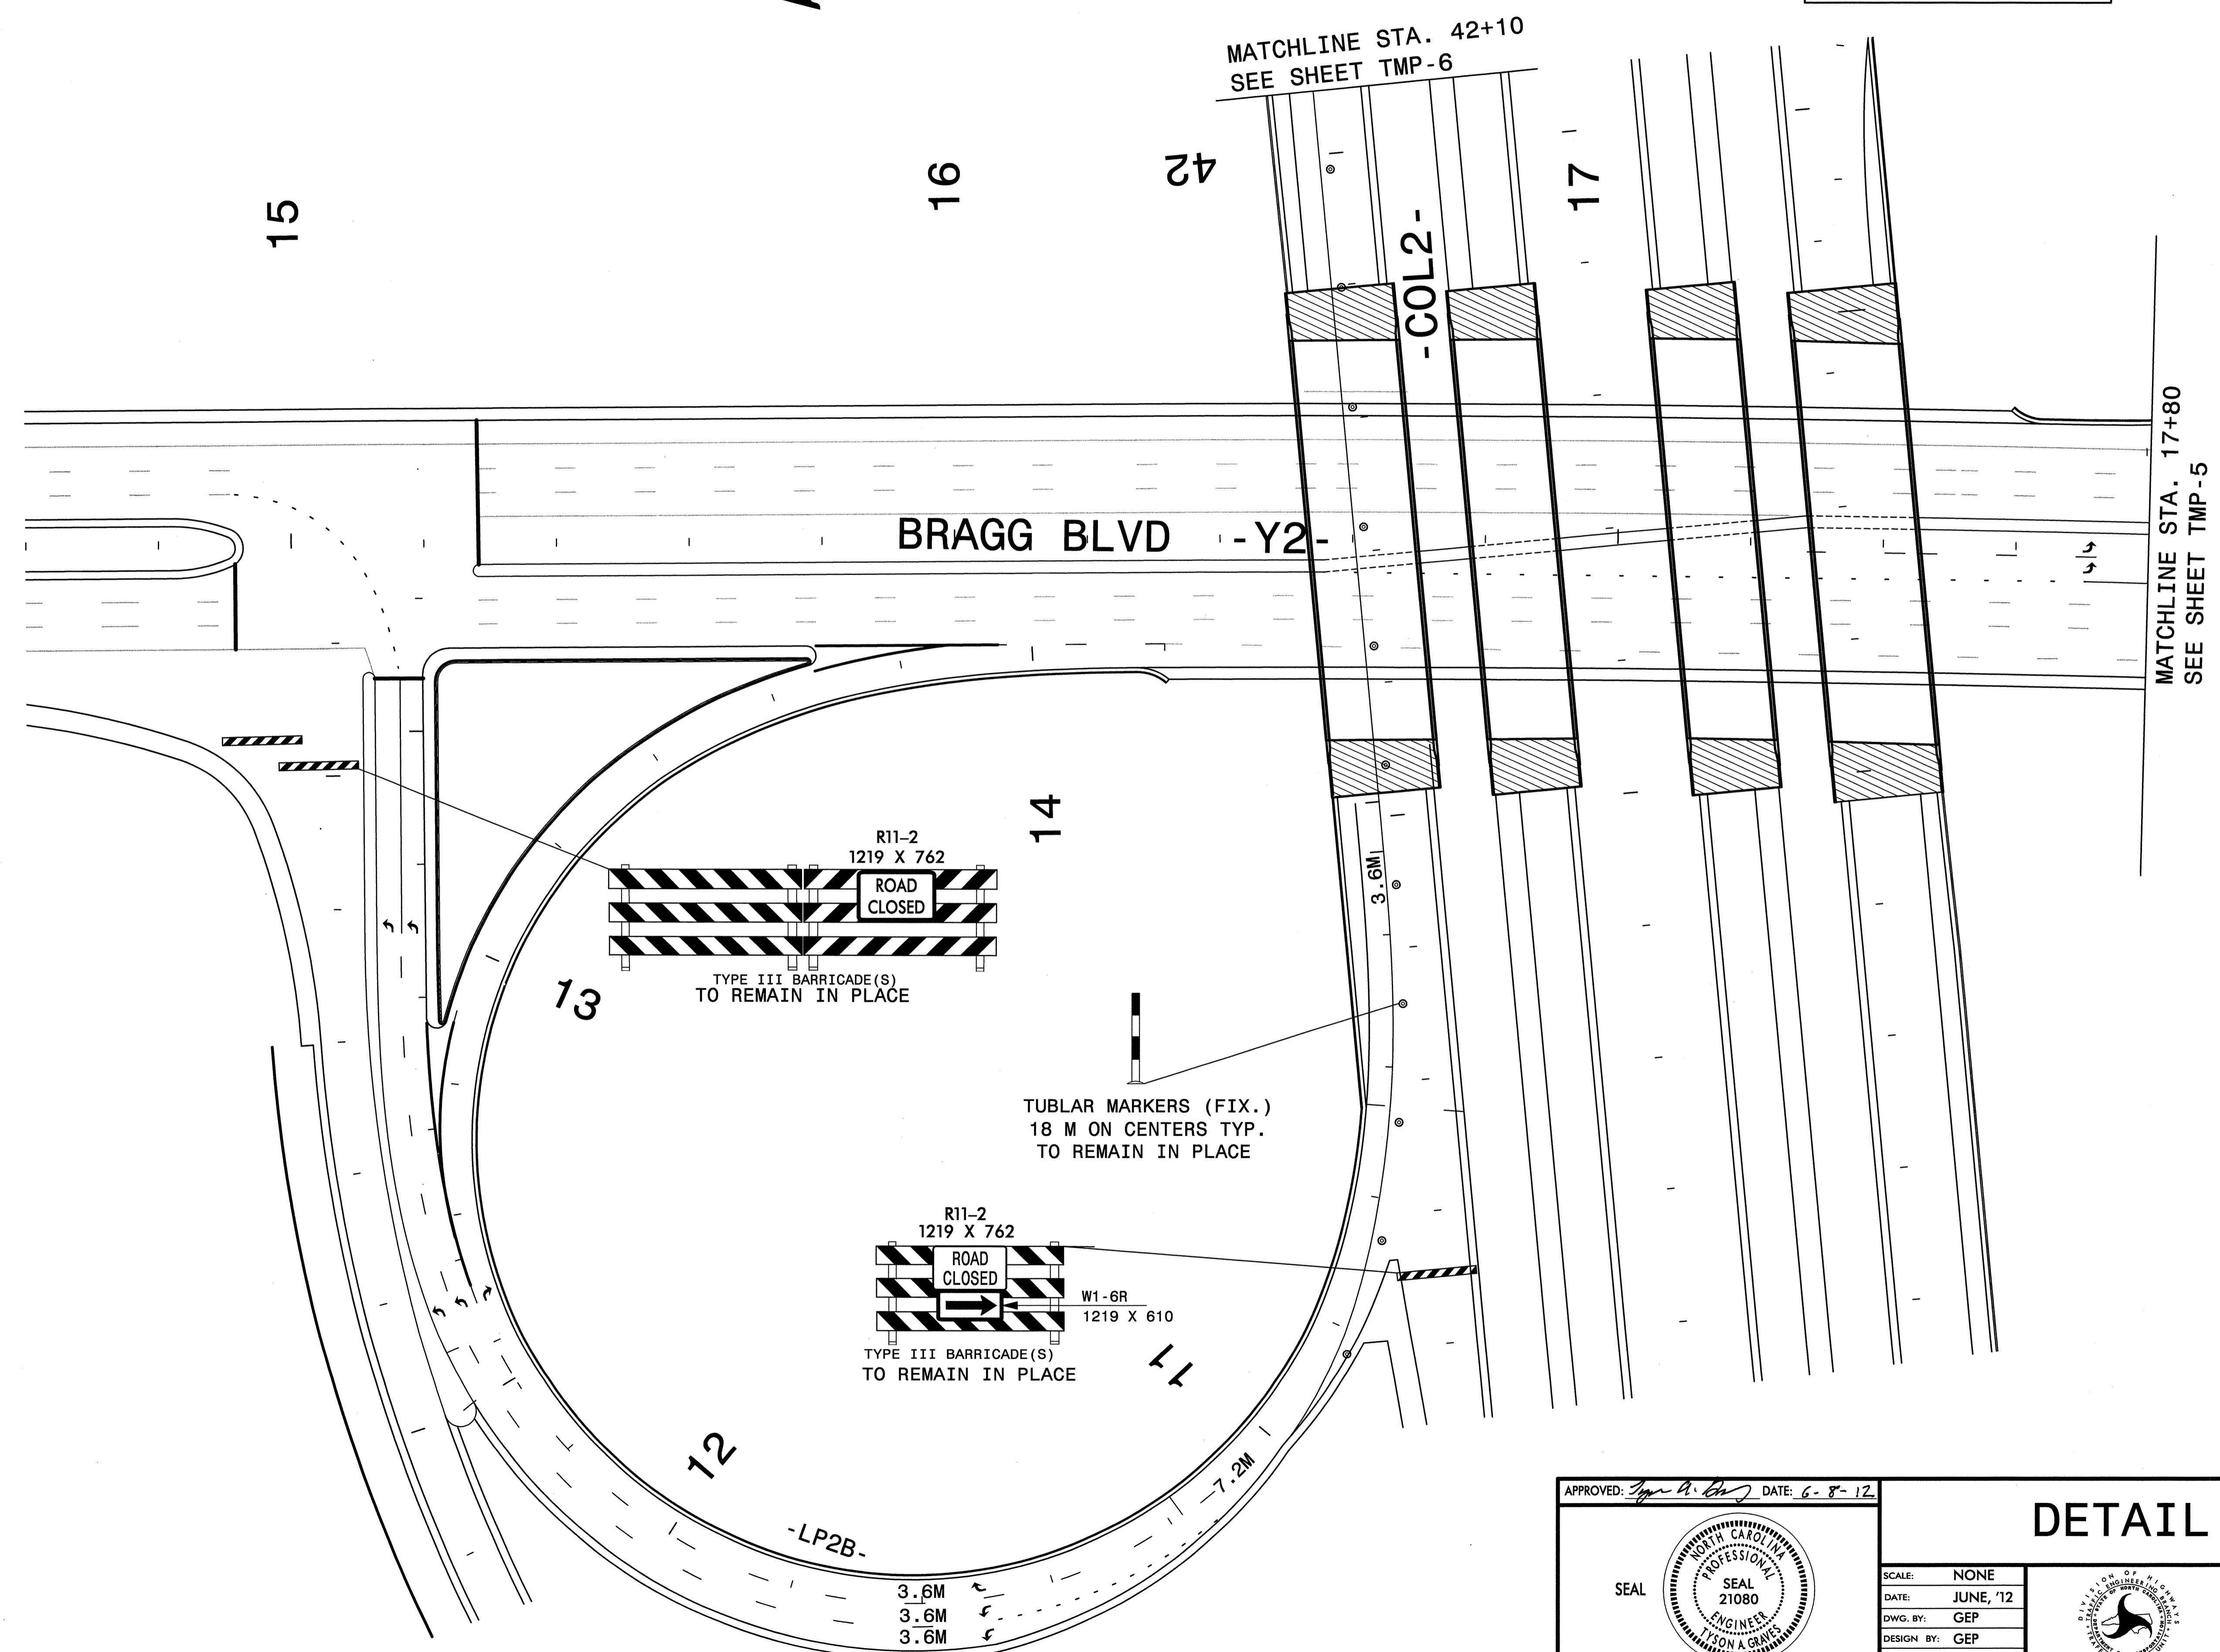 MATCHLINE STA. 42+10
SEE SHEET TMP-6
15
16
42
17
-COL2-
BRAGG BLVD -Y2-
MATCHLINE STA. 17+80
SEE SHEET TMP-5
14
R11-2
1219 X 762
ROAD
CLOSED
TYPE III BARRICADE(S)
TO REMAIN IN PLACE
13
3.6M
TUBLAR MARKERS (FIX.)
18 M ON CENTERS TYP.
TO REMAIN IN PLACE
R11-2
1219 X 762
ROAD
CLOSED
W1-6R
1219 X 610
TYPE III BARRICADE(S)
TO REMAIN IN PLACE
11
12
7.2M
-LP2B-
3.6M
3.6M
3.6M
APPROVED: DATE: 6-8-12
SEAL
NORTH CAROLINA
PROFESSIONAL
SEAL
21080
ENGINEER
TYSON A. GRAVES
DETAIL
SCALE: NONE
DATE: JUNE, '12
DWG. BY: GEP
DESIGN BY: GEP
DIVISION OF HIGHWAYS